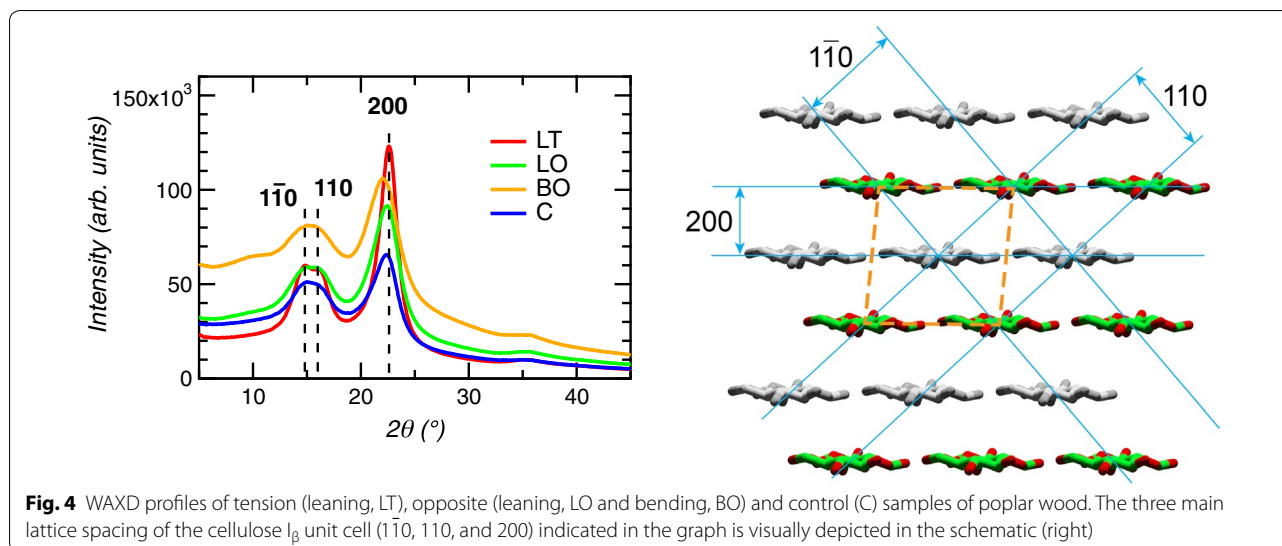 150x10³
100
50
0
10
20
30
40
Intensity (arb. units)
2θ (°)
11̄0
110
200
LT
LO
BO
C
11̄0
110
200
Fig. 4 WAXD profiles of tension (leaning, LT), opposite (leaning, LO and bending, BO) and control (C) samples of poplar wood. The three main
lattice spacing of the cellulose Iβ unit cell (11̄0, 110, and 200) indicated in the graph is visually depicted in the schematic (right)